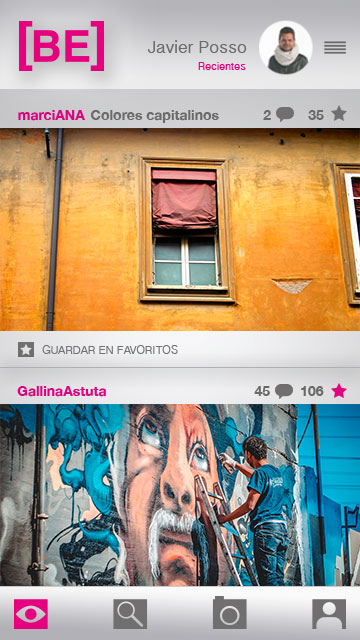 [BE]
Javier Posso
Recientes
marciANA Colores capitalinos 2 35
GUARDAR EN FAVORITOS
GallinaAstuta 45 106